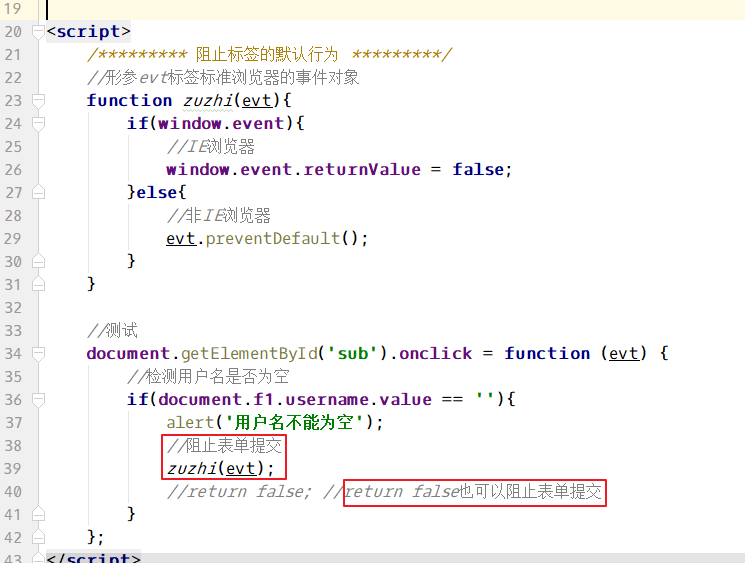 19
20 <script>
21 /********* 阻止标签的默认行为 *********/
22 //形参evt标签标准浏览器的事件对象
23 function zuzhi(evt){
24 if(window.event){
25 //IE浏览器
26 window.event.returnValue = false;
27 }else{
28 //非IE浏览器
29 evt.preventDefault();
30 }
31 }
32
33 //测试
34 document.getElementById('sub').onclick = function (evt) {
35 //检测用户名是否为空
36 if(document.f1.username.value == ''){
37 alert('用户名不能为空');
38 //阻止表单提交
39 zuzhi(evt);
40 //return false; //return false也可以阻止表单提交
41 }
42 };
43 </script>